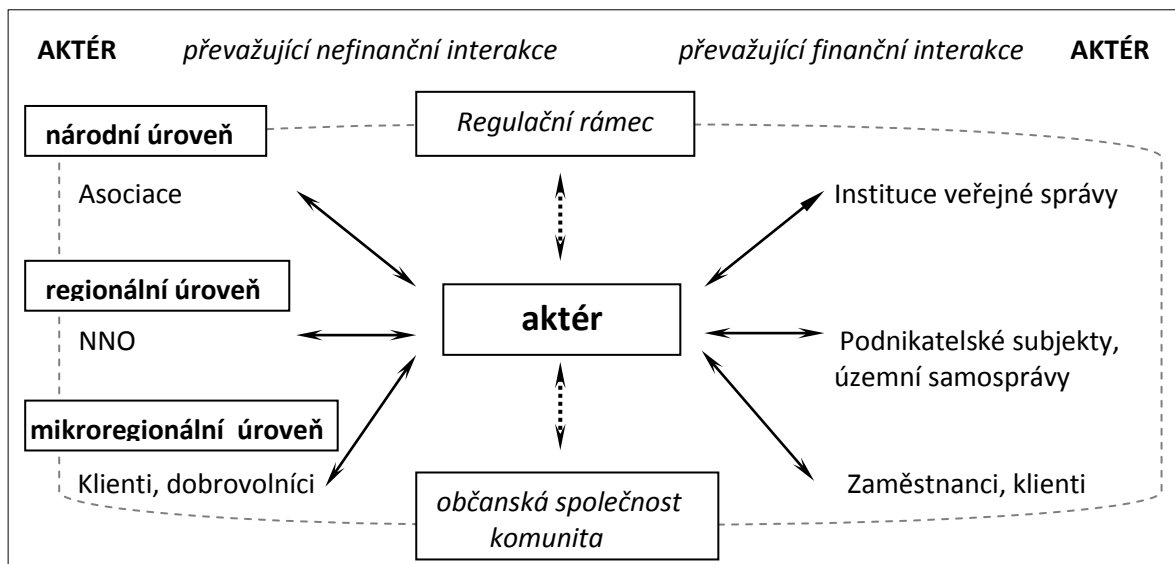 AKTÉR převažující nefinanční interakce převažující finanční interakce AKTÉR
národní úroveň
Regulační rámec
Asociace
Instituce veřejné správy
regionální úroveň
aktér
NNO
Podnikatelské subjekty,
územní samosprávy
mikroregionální úroveň
Klienti, dobrovolníci
občanská společnost
komunita
Zaměstnanci, klienti